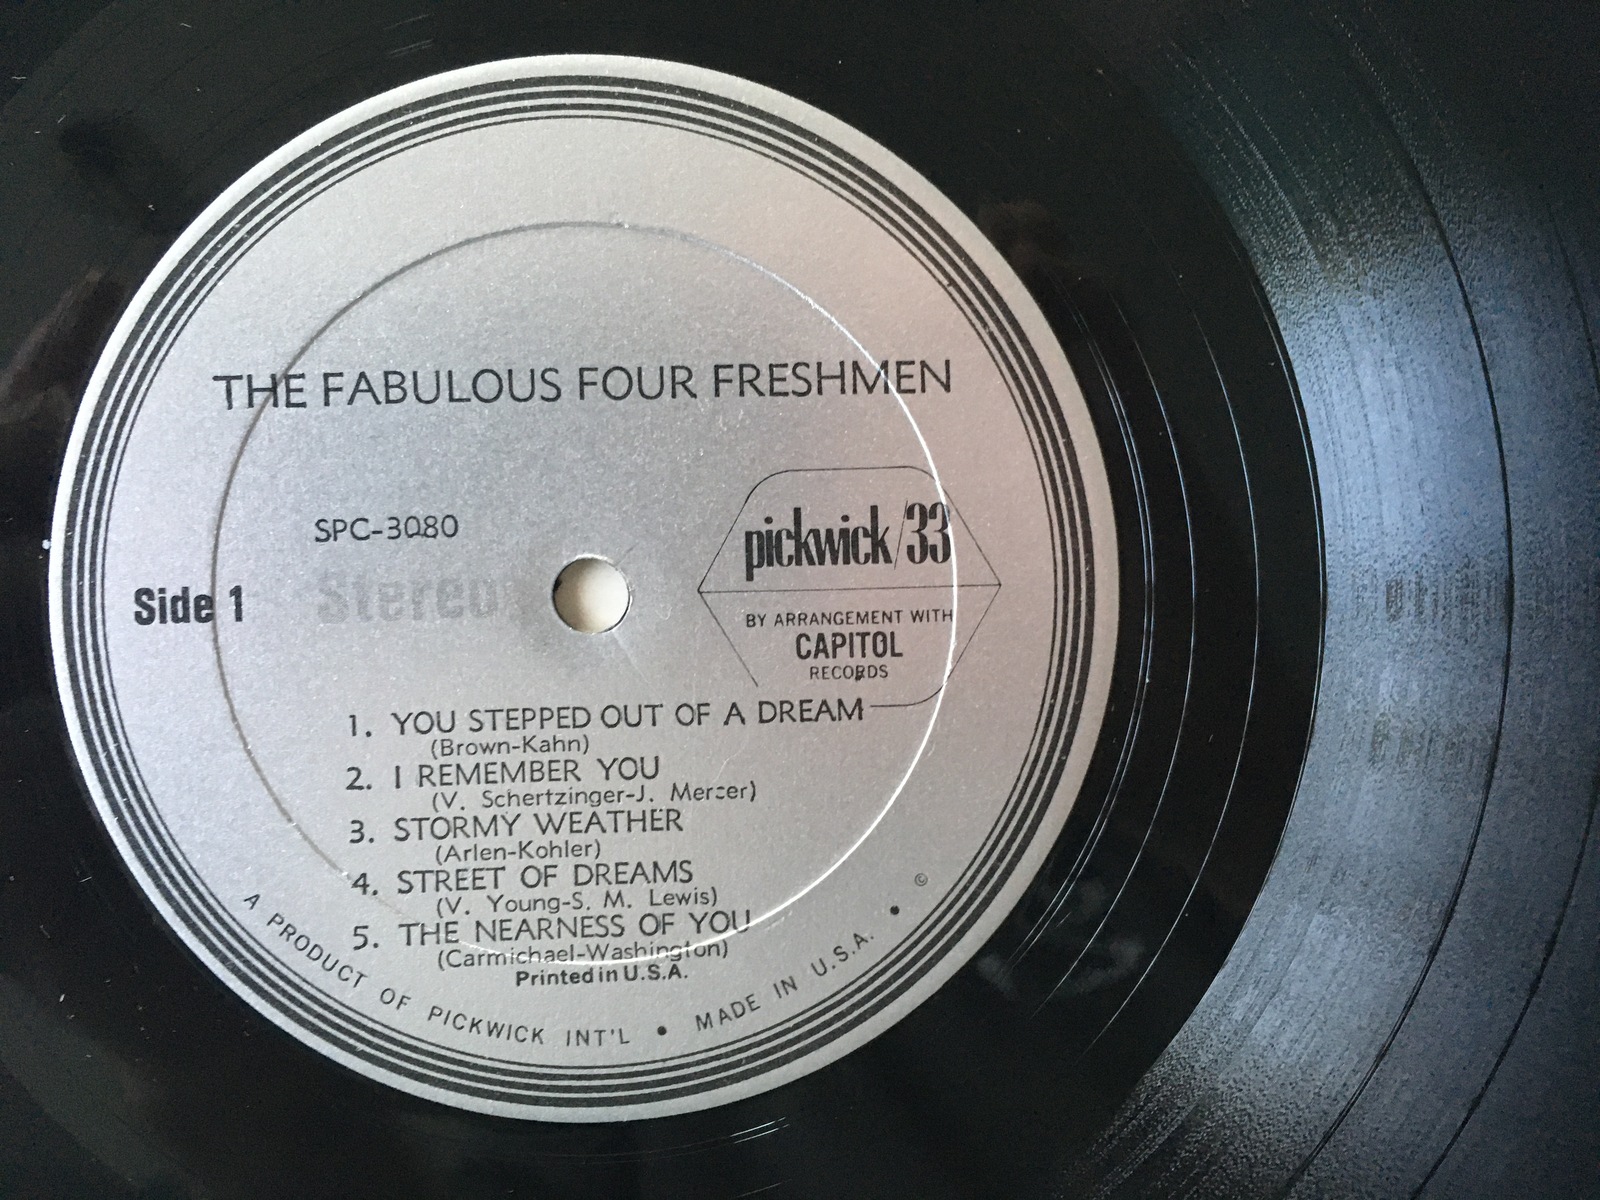 THE FABULOUS FOUR FRESHMEN
SPC-3080
Side 1
Stereo
pickwick/33
BY ARRANGEMENT WITH
CAPITOL
RECORDS
1. YOU STEPPED OUT OF A DREAM
(Brown-Kahn)
2. I REMEMBER YOU
(V. Schertzinger-J. Mercer)
3. STORMY WEATHER
(Arlen-Kohler)
4. STREET OF DREAMS
(V. Young-S. M. Lewis)
5. THE NEARNESS OF YOU
(Carmichael-Washington)
Printed in U.S.A.
A PRODUCT OF PICKWICK INT'L • MADE IN U.S.A. • ©